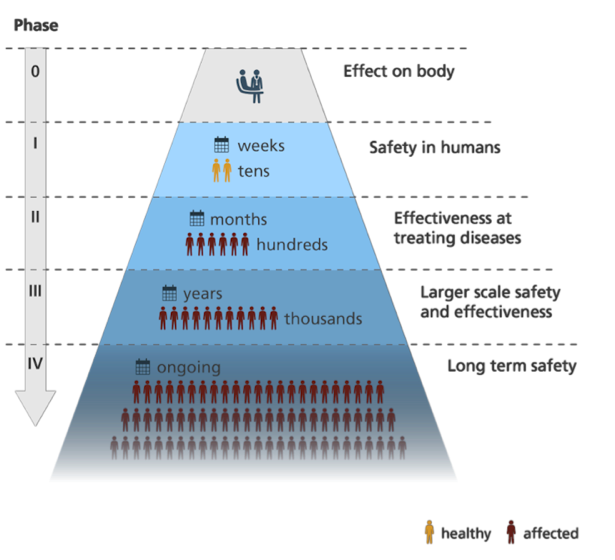 Phase
0
Effect on body
I
weeks
tens
Safety in humans
II
months
hundreds
Effectiveness at
treating diseases
III
years
thousands
Larger scale safety
and effectiveness
IV
ongoing
Long term safety
healthy
affected